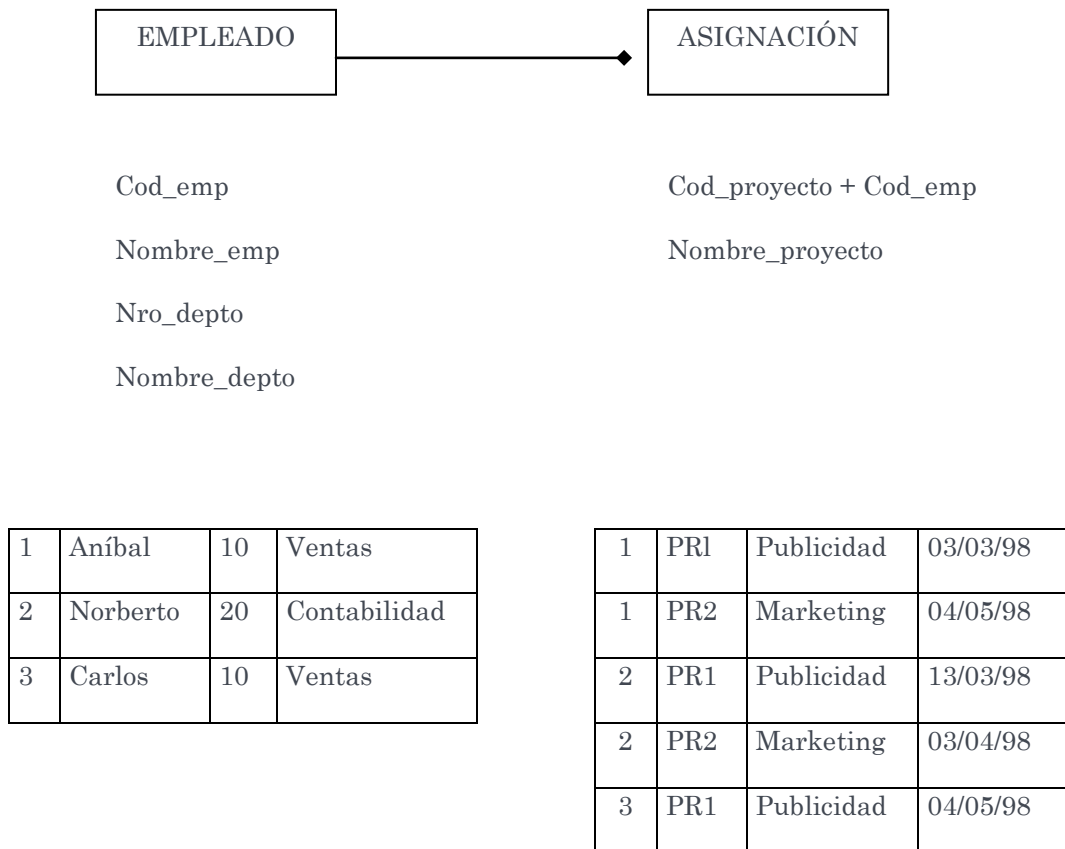 EMPLEADO
ASIGNACIÓN
Cod_emp
Cod_proyecto + Cod_emp
Nombre_emp
Nombre_proyecto
Nro_depto
Nombre_depto
1 Aníbal 10 Ventas
2 Norberto 20 Contabilidad
3 Carlos 10 Ventas
1 PRl Publicidad 03/03/98
1 PR2 Marketing 04/05/98
2 PR1 Publicidad 13/03/98
2 PR2 Marketing 03/04/98
3 PR1 Publicidad 04/05/98